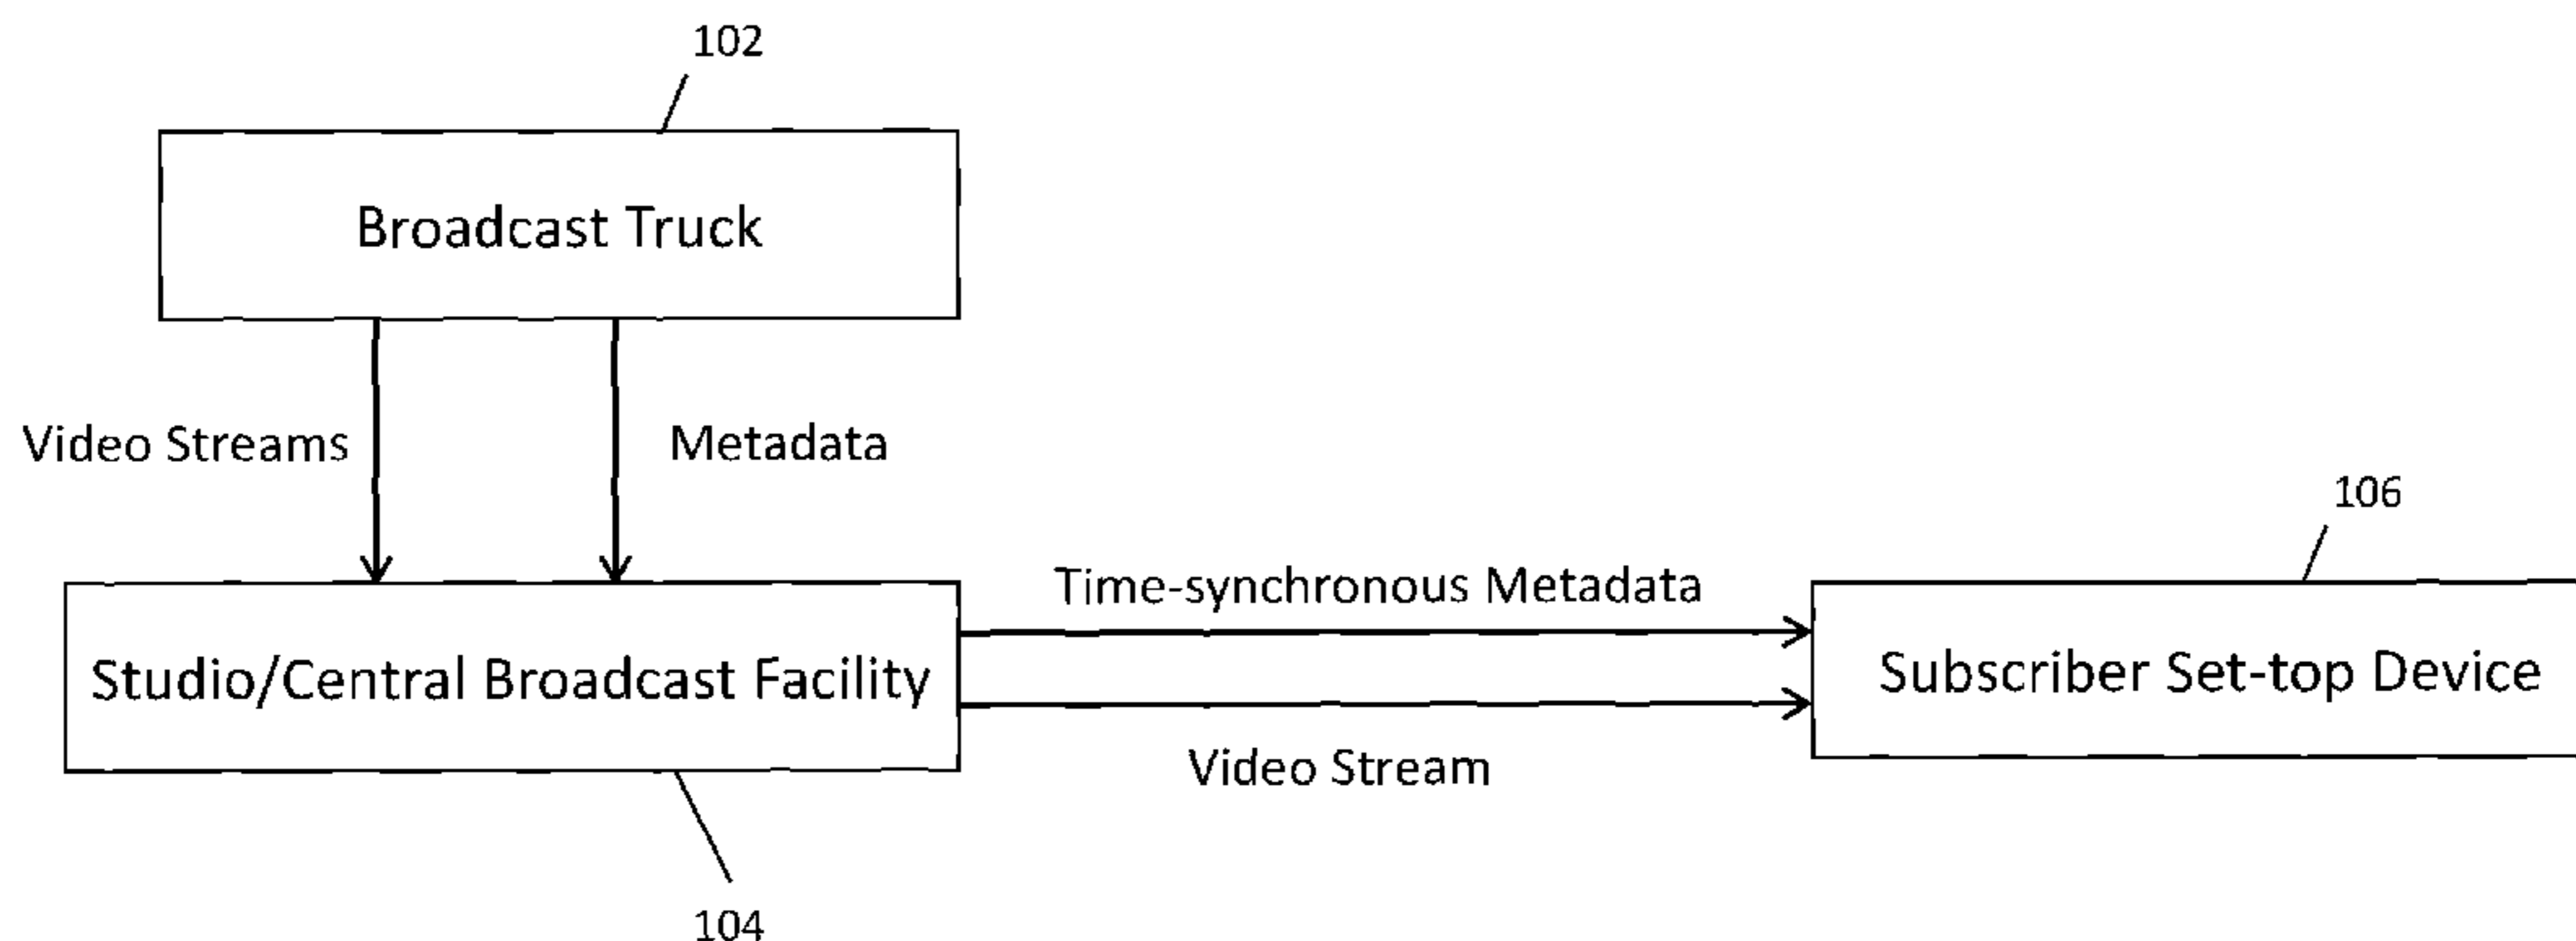 102
Broadcast Truck
Video Streams
Metadata
106
Time-synchronous Metadata
Studio/Central Broadcast Facility
Subscriber Set-top Device
Video Stream
104